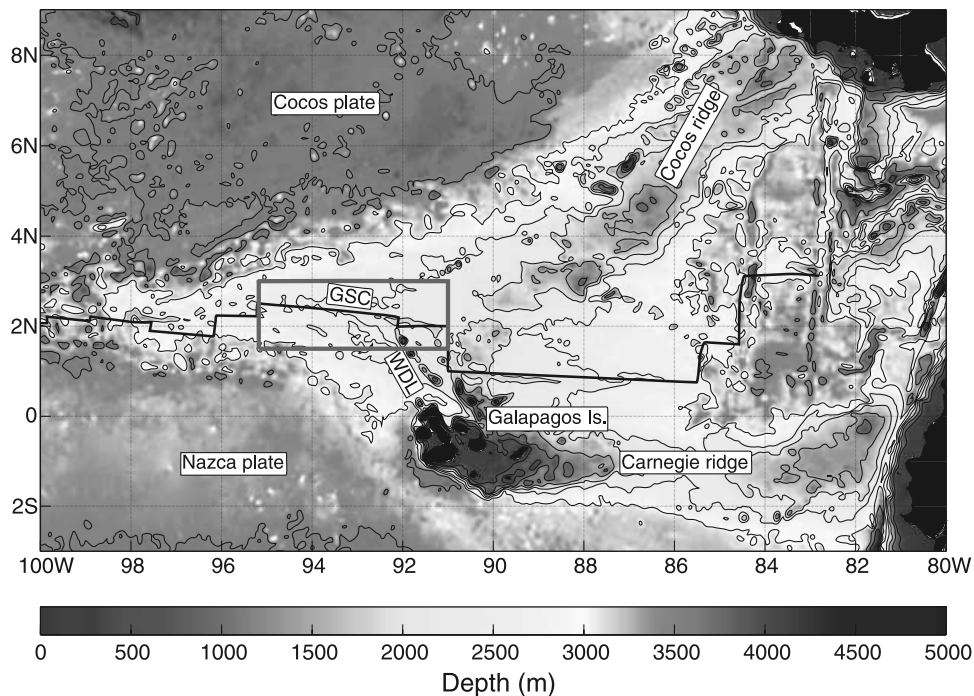 8N
Cocos plate
Cocos ridge
6N
4N
GSC
2N
WDL
0
Galapagos Is.
Nazca plate
Carnegie ridge
2S
100W 98 96 94 92 90 88 86 84 82 80W
0 500 1000 1500 2000 2500 3000 3500 4000 4500 5000
Depth (m)